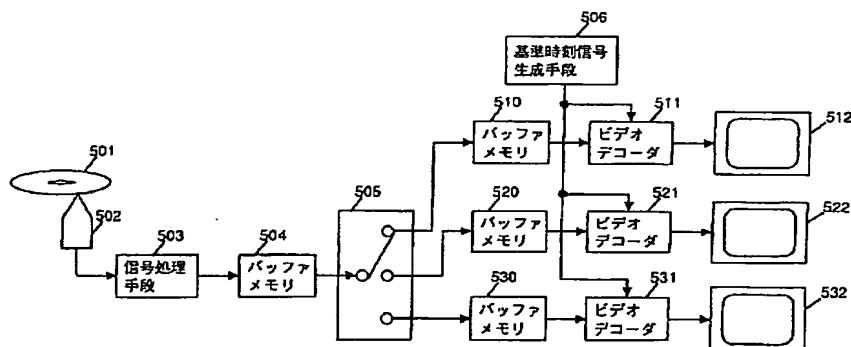 506
基準時刻信号
生成手段
510
バッファ
メモリ
511
ビデオ
デコーダ
512
501
502
503
信号処理
手段
504
バッファ
メモリ
505
520
バッファ
メモリ
521
ビデオ
デコーダ
522
530
バッファ
メモリ
531
ビデオ
デコーダ
532